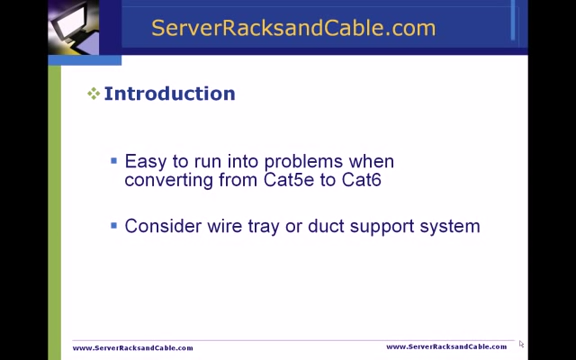 ServerRacksandCable.com
Introduction
Easy to run into problems when
converting from Cat5e to Cat6
Consider wire tray or duct support system
www.ServerRacksandCable.com
www.ServerRacksandCable.com